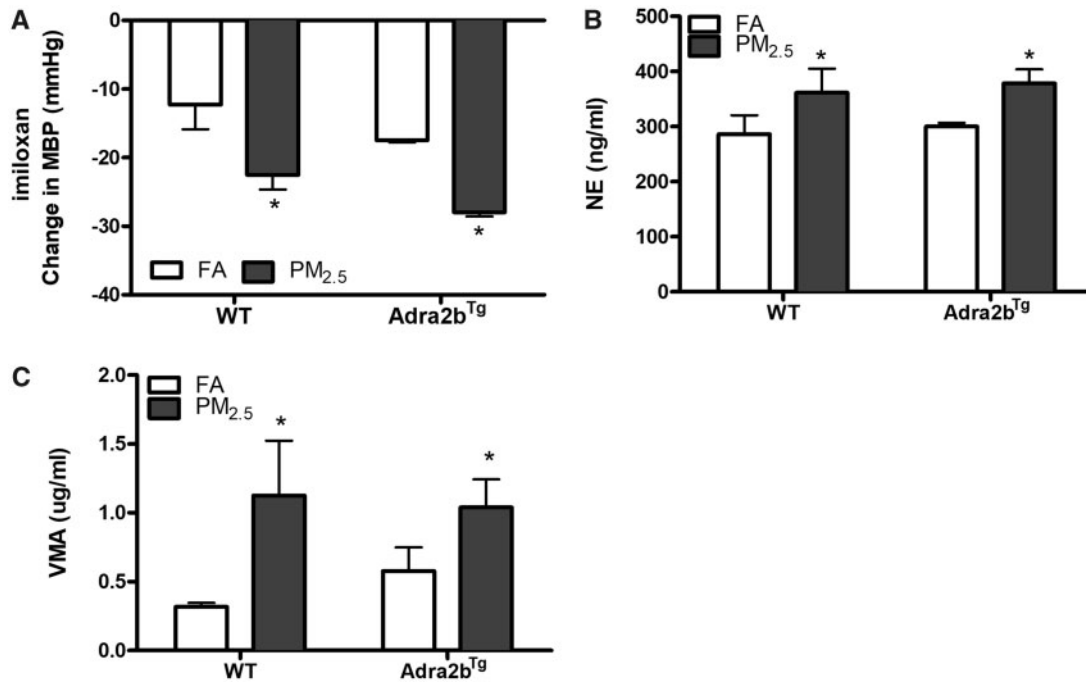 A
imiloxan
Change in MBP (mmHg)
0
-10
-20
-30
-40
*
*
FA
PM2.5
WT
Adra2bTg
B
NE (ng/ml)
500
400
300
200
100
0
FA
PM2.5
*
*
WT
Adra2bTg
C
VMA (ug/ml)
2.0
1.5
1.0
0.5
0.0
FA
PM2.5
*
*
WT
Adra2bTg